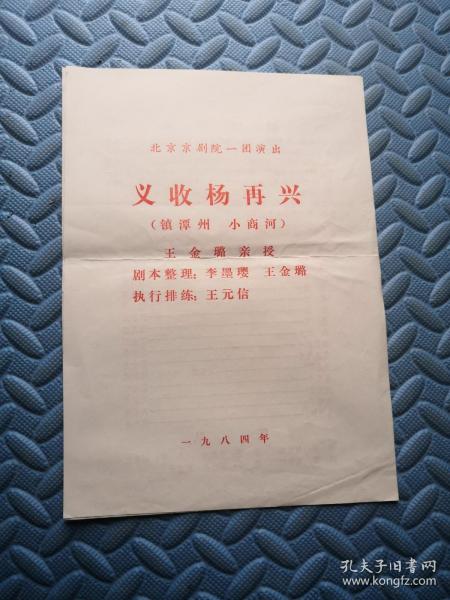 北京京剧院一团演出
义收杨再兴
（镇潭州 小商河）
王金璐亲授
剧本整理：李墨璎 王金璐
执行排练：王元信
一九八四年
孔夫子旧书网
www.kongfz.com